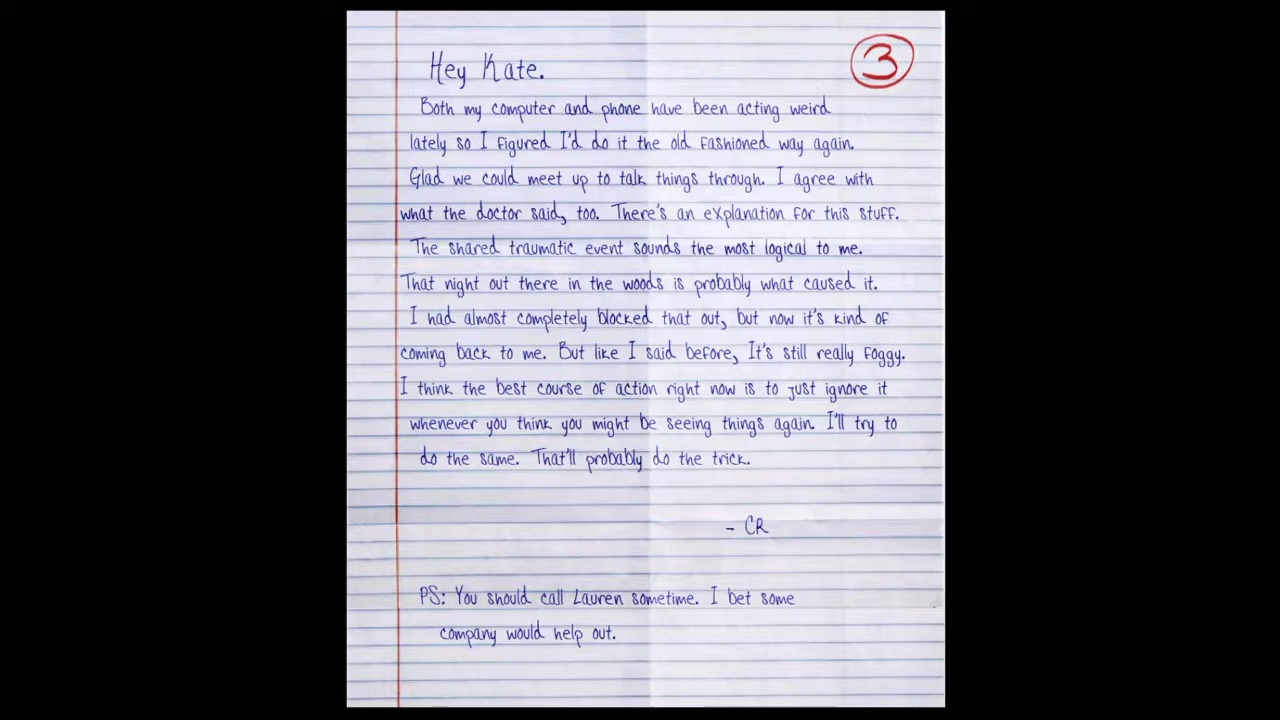 3
Hey Kate.
Both my computer and phone have been acting weird
lately so I figured I'd do it the old fashioned way again.
Glad we could meet up to talk things through. I agree with
what the doctor said, too. There's an explanation for this stuff.
The shared traumatic event sounds the most logical to me.
That night out there in the woods is probably what caused it.
I had almost completely blocked that out, but now it's kind of
coming back to me. But like I said before, It's still really foggy.
I think the best course of action right now is to just ignore it
whenever you think you might be seeing things again. I'll try to
do the same. That'll probably do the trick.
- CR
PS: You should call Lauren sometime. I bet some
company would help out.